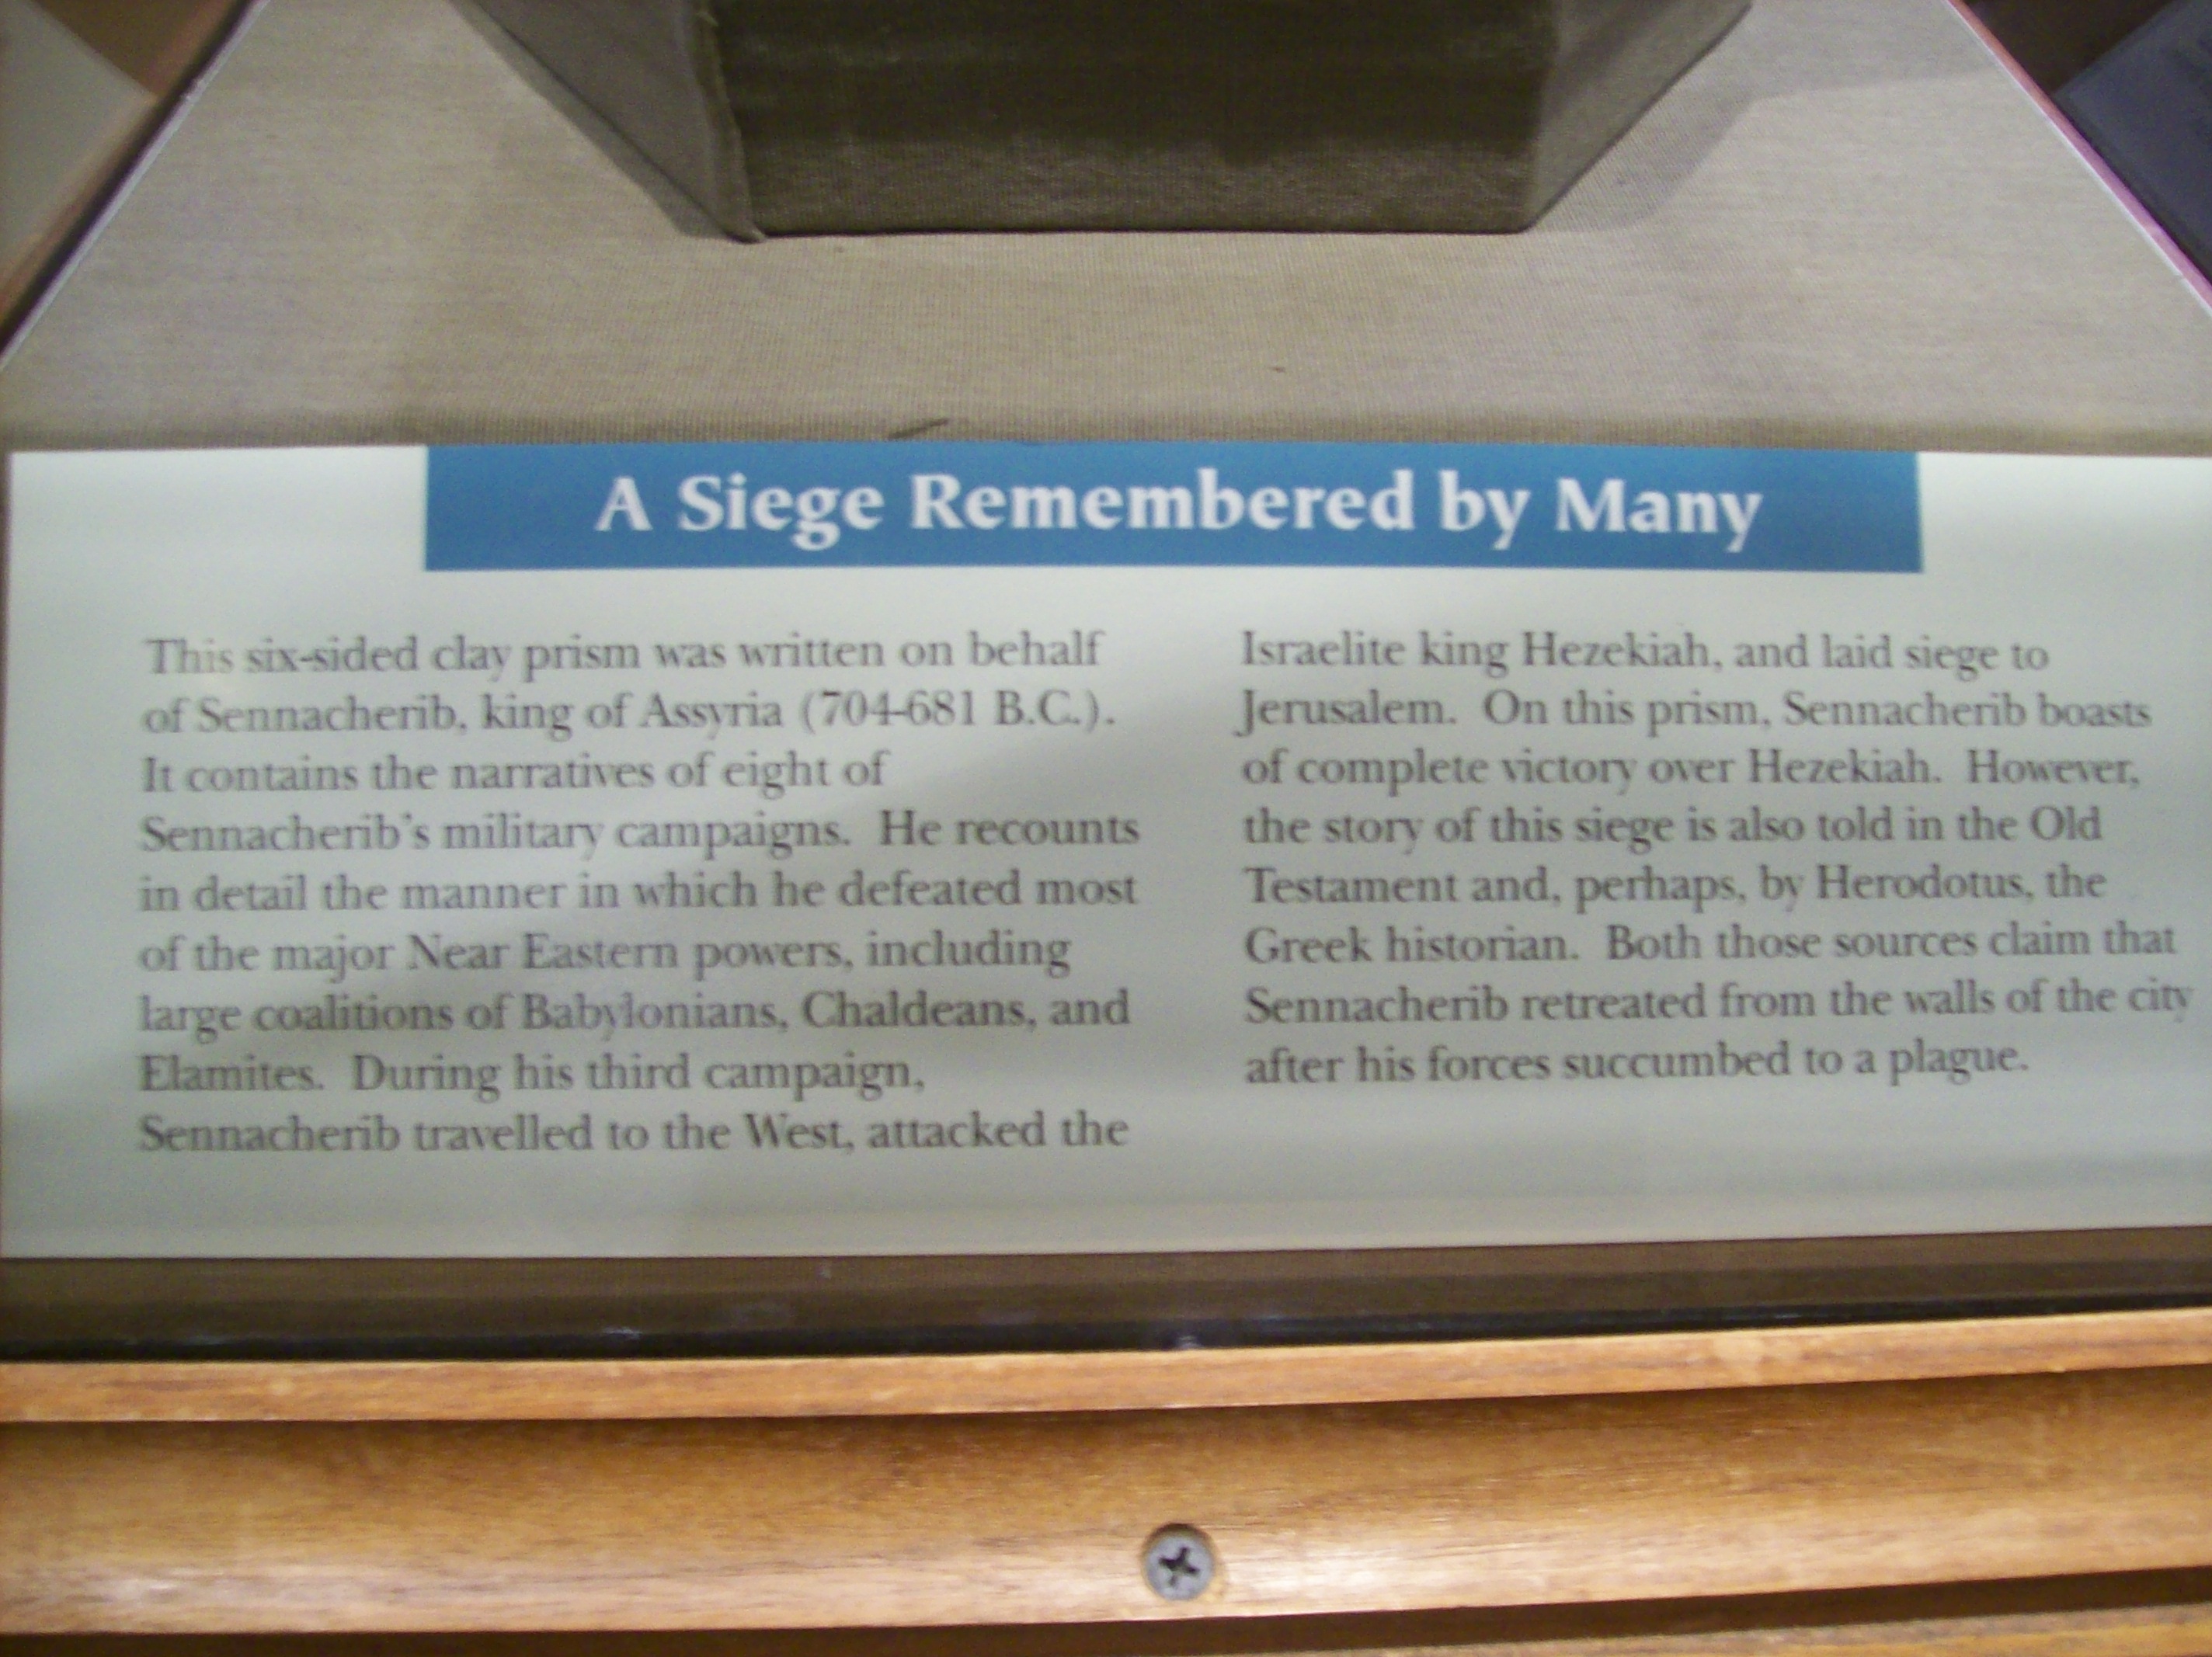 A Siege Remembered by Many
This six-sided clay prism was written on behalf
of Sennacherib, king of Assyria (704-681 B.C.).
It contains the narratives of eight of
Sennacherib's military campaigns. He recounts
in detail the manner in which he defeated most
of the major Near Eastern powers, including
large coalitions of Babylonians, Chaldeans, and
Elamites. During his third campaign,
Sennacherib travelled to the West, attacked the
Israelite king Hezekiah, and laid siege to
Jerusalem. On this prism, Sennacherib boasts
of complete victory over Hezekiah. However,
the story of this siege is also told in the Old
Testament and, perhaps, by Herodotus, the
Greek historian. Both those sources claim that
Sennacherib retreated from the walls of the city
after his forces succumbed to a plague.